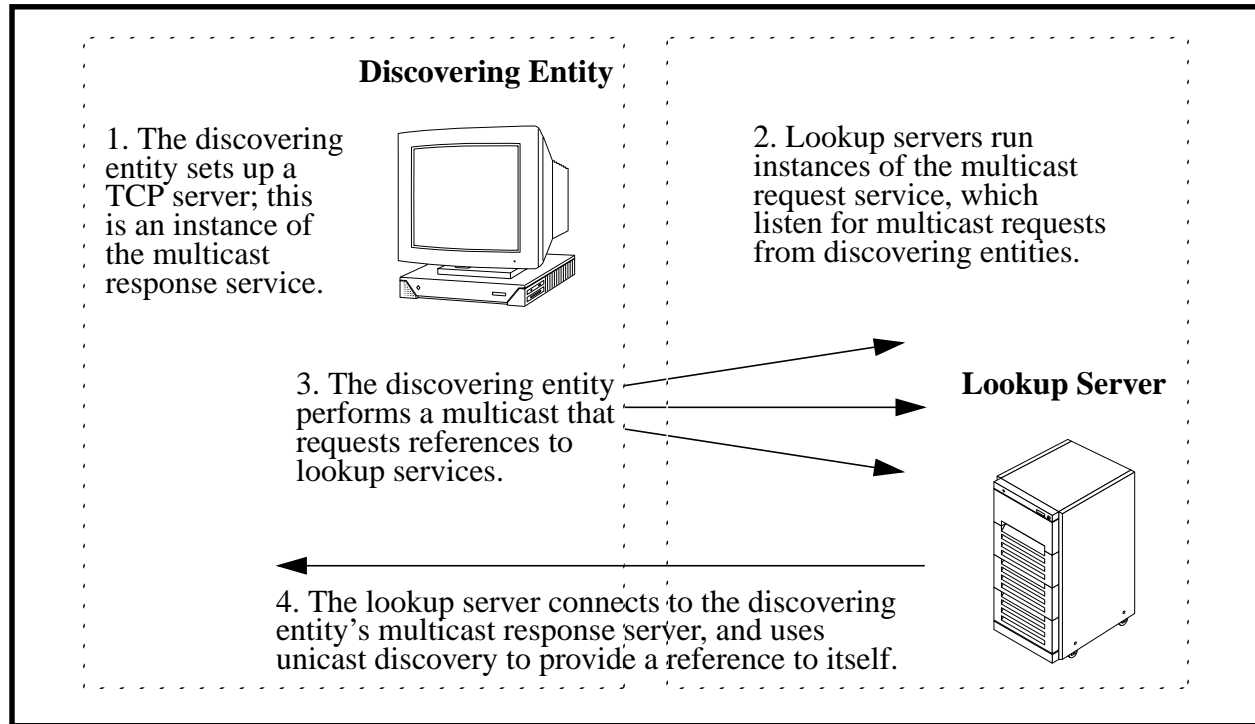 Discovering Entity
1. The discovering
entity sets up a
TCP server; this
is an instance of
the multicast
response service.
2. Lookup servers run
instances of the multicast
request service, which
listen for multicast requests
from discovering entities.
3. The discovering entity
performs a multicast that
requests references to
lookup services.
Lookup Server
4. The lookup server connects to the discovering
entity’s multicast response server, and uses
unicast discovery to provide a reference to itself.